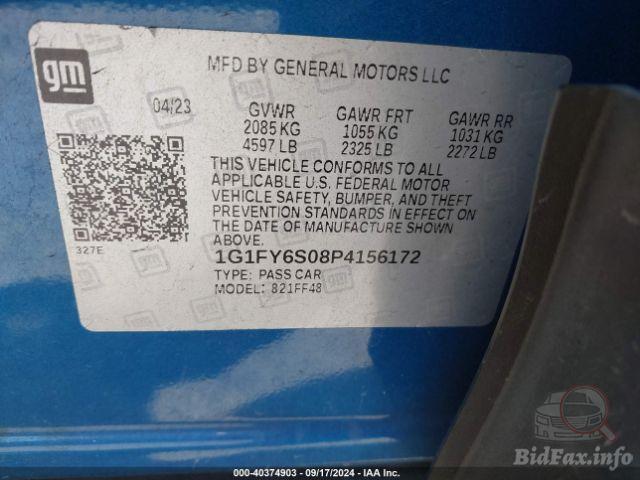 gm
MFD BY GENERAL MOTORS LLC
04/23 GVWR GAWR FRT GAWR RR
2085 KG 1055 KG 1031 KG
4597 LB 2325 LB 2272 LB
THIS VEHICLE CONFORMS TO ALL
APPLICABLE U.S. FEDERAL MOTOR
VEHICLE SAFETY, BUMPER, AND THEFT
PREVENTION STANDARDS IN EFFECT ON
THE DATE OF MANUFACTURE SHOWN
ABOVE.
327E
1G1FY6S08P4156172
TYPE: PASS CAR
MODEL: 821FF48
BidFax.info
000-40374903 - 09/17/2024 - IAA Inc.